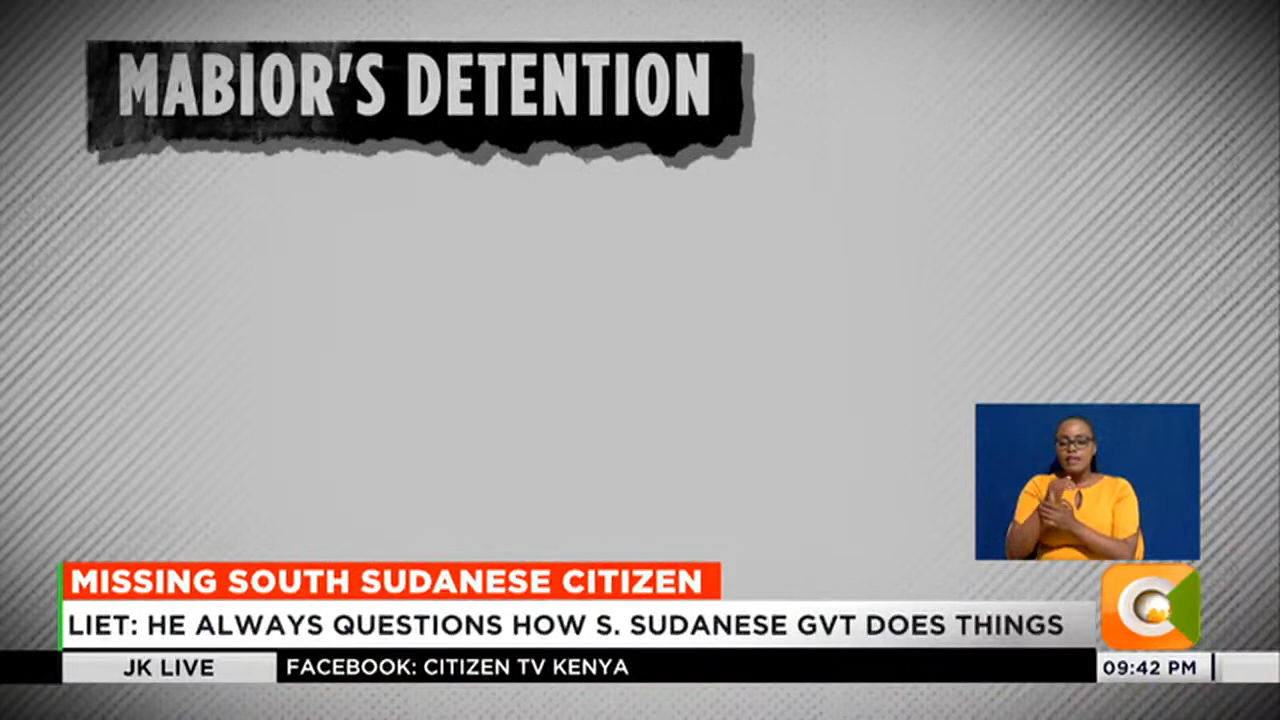 MABIOR'S DETENTION
MISSING SOUTH SUDANESE CITIZEN
LIET: HE ALWAYS QUESTIONS HOW S. SUDANESE GVT DOES THINGS
JK LIVE
FACEBOOK: CITIZEN TV KENYA
09:42 PM